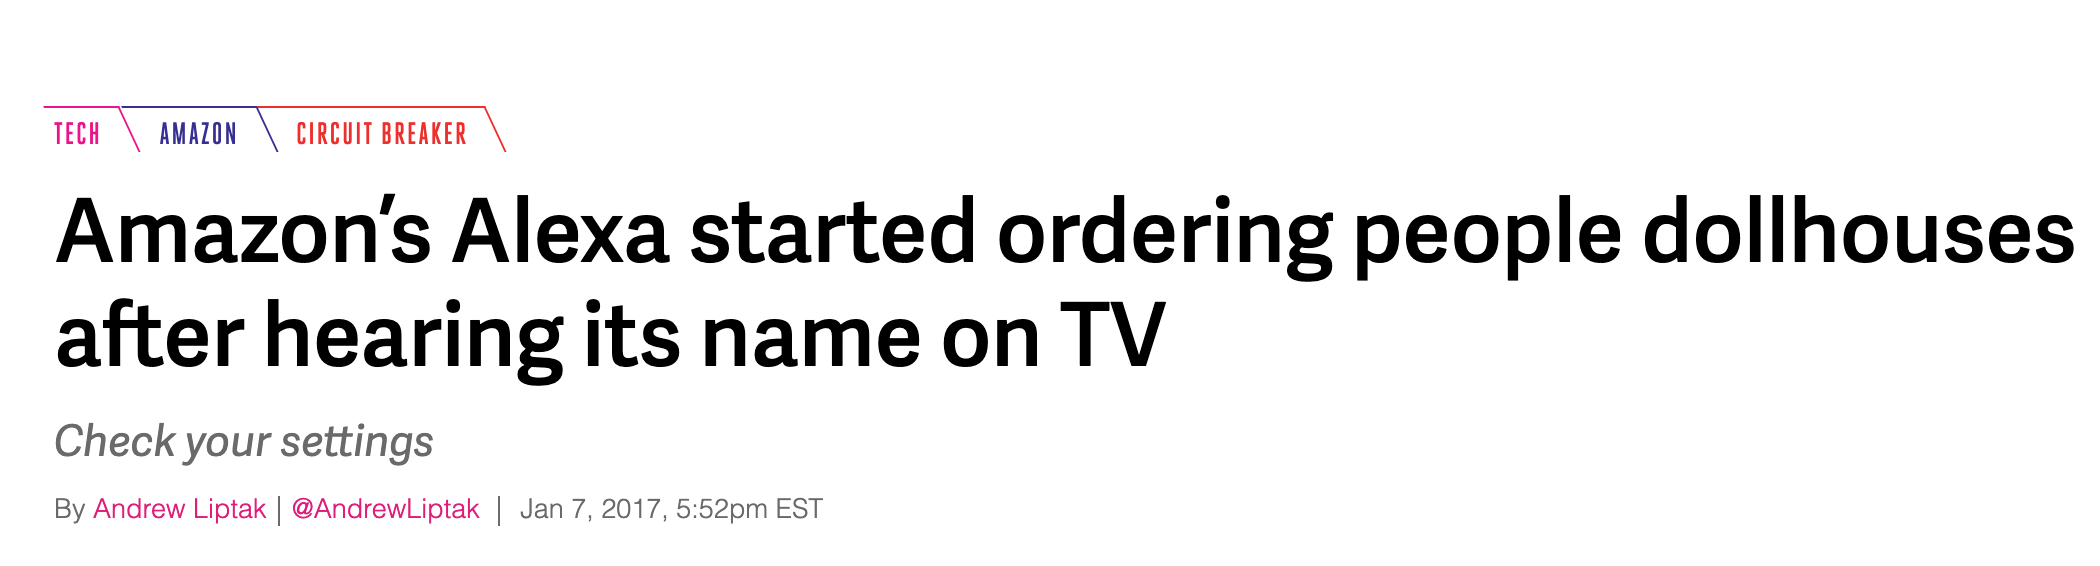 TECH AMAZON CIRCUIT BREAKER
Amazon’s Alexa started ordering people dollhouses
after hearing its name on TV
Check your settings
By Andrew Liptak | @AndrewLiptak | Jan 7, 2017, 5:52pm EST